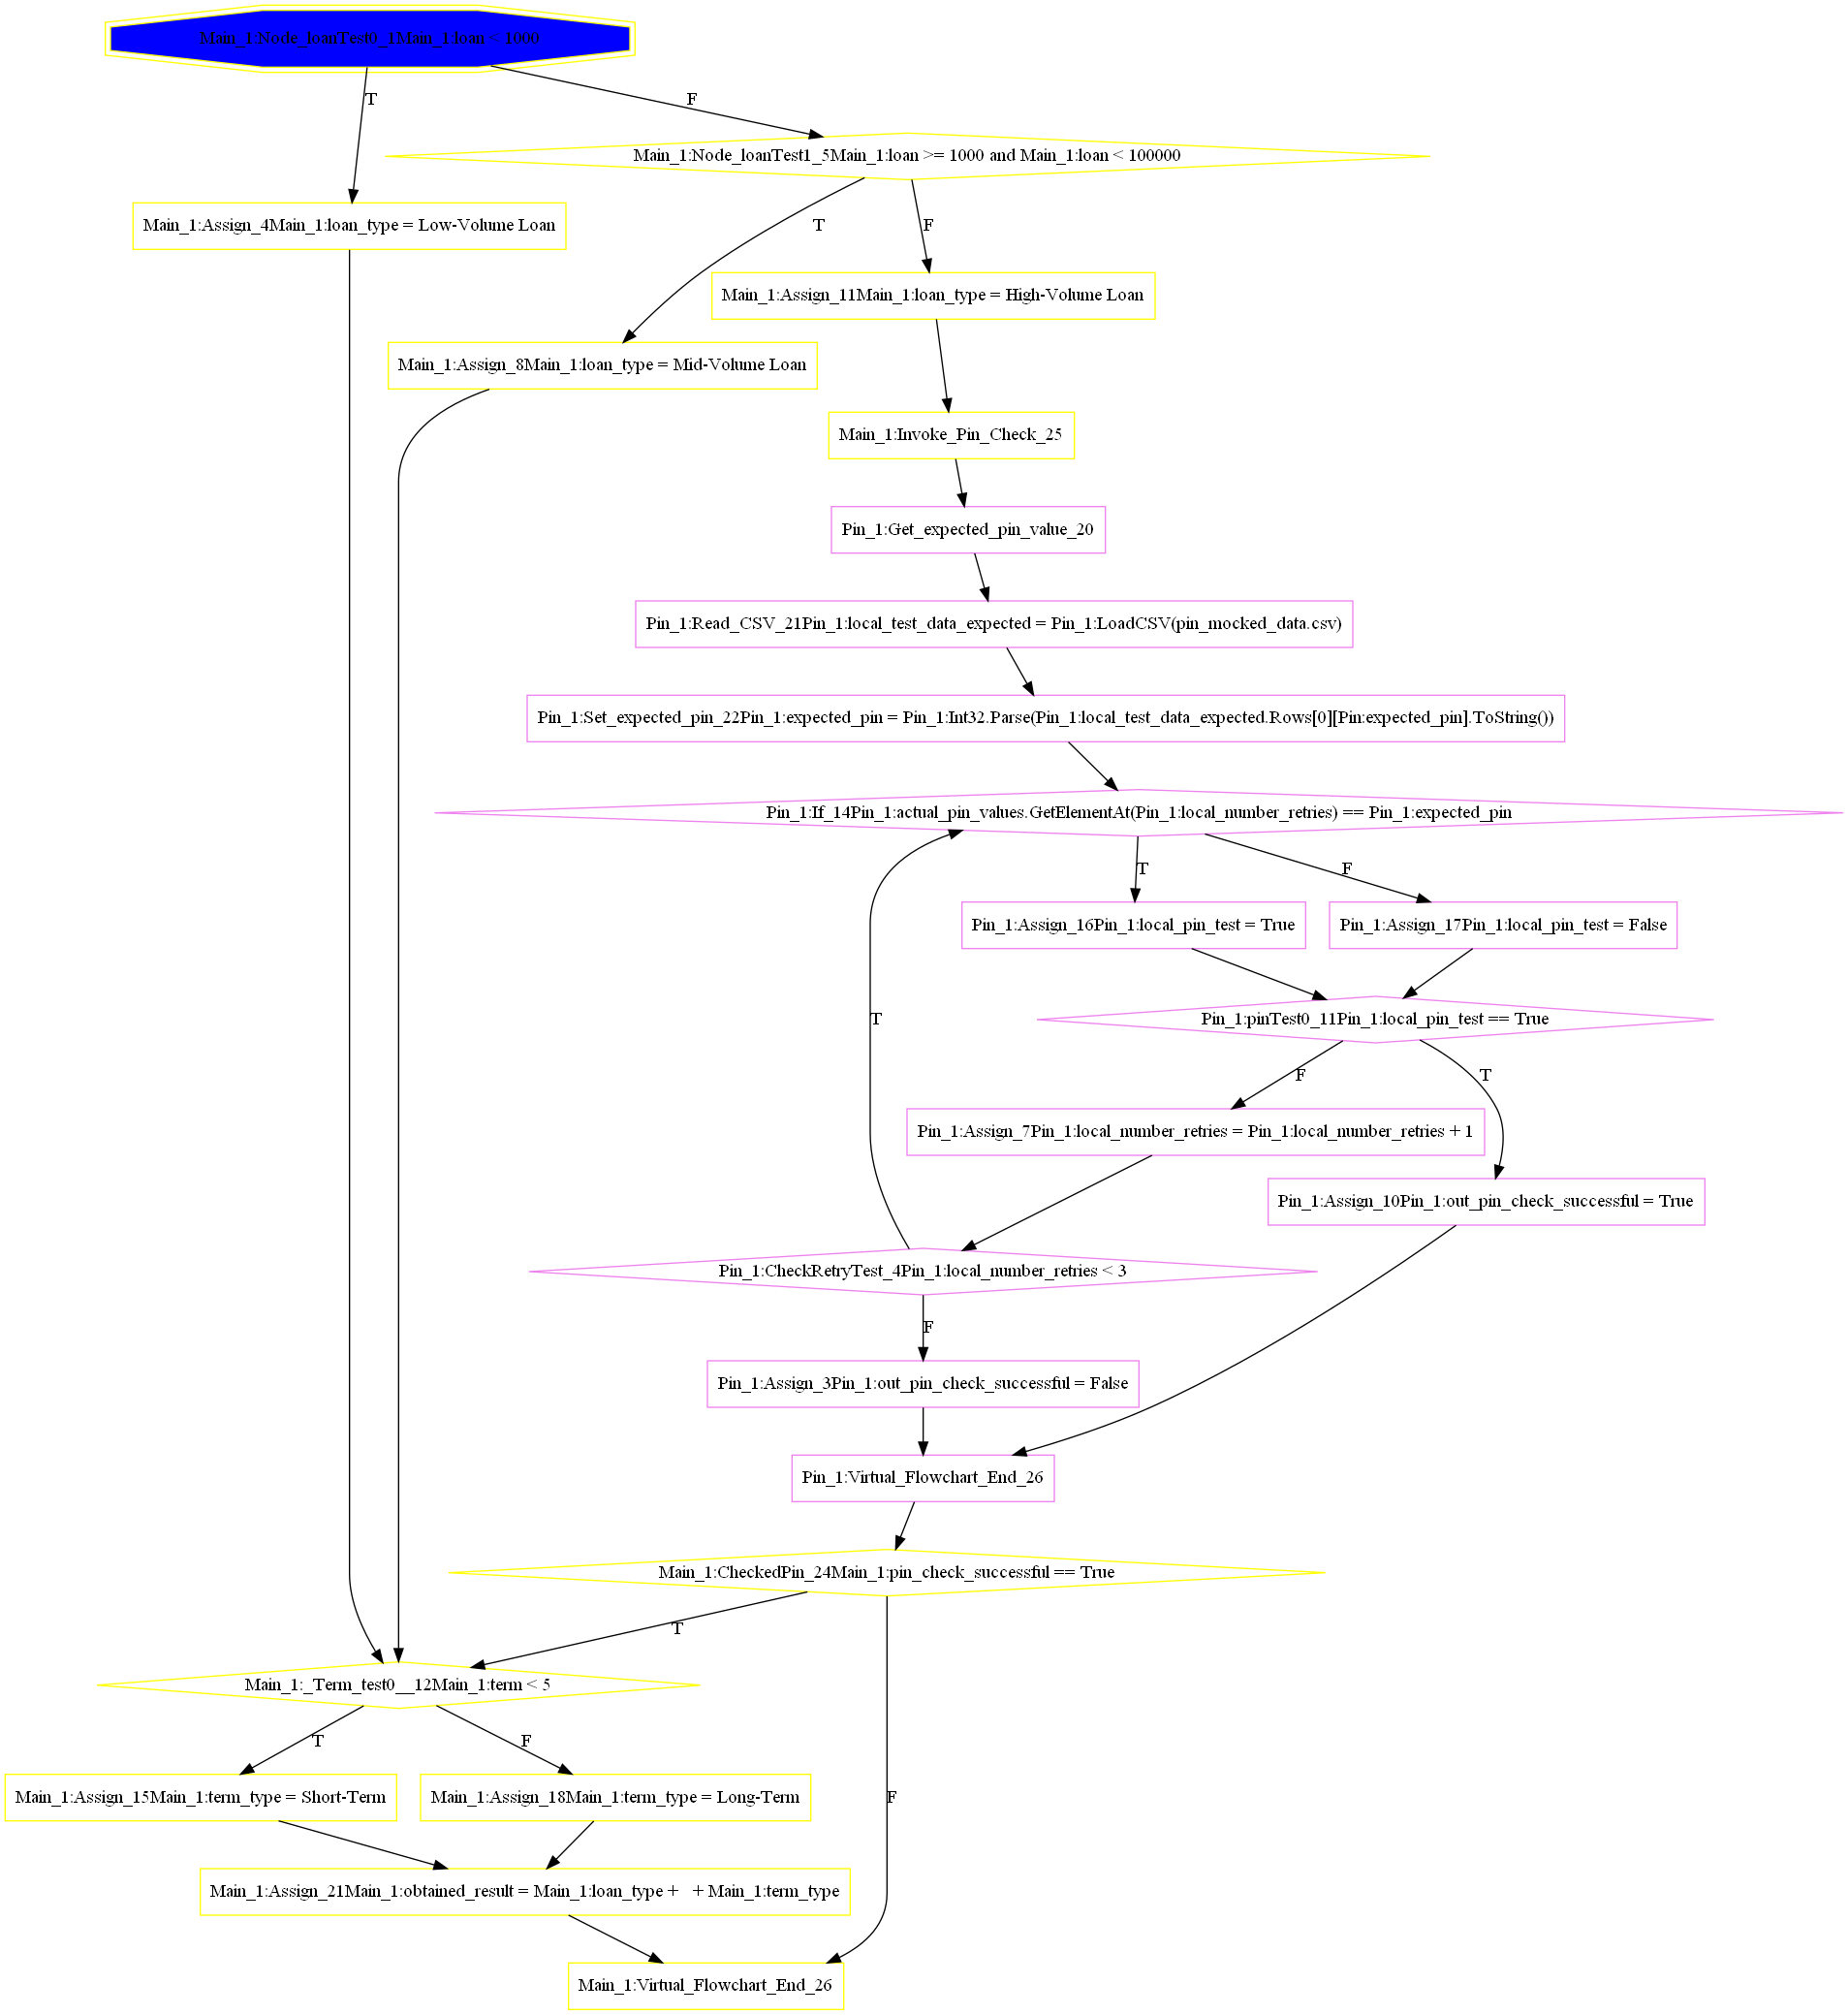 Main_1:Node_loanTest0_1Main_1:loan < 1000
T
F
Main_1:Node_loanTest1_5Main_1:loan >= 1000 and Main_1:loan < 100000
Main_1:Assign_4Main_1:loan_type = Low-Volume Loan
T
F
Main_1:Assign_11Main_1:loan_type = High-Volume Loan
Main_1:Assign_8Main_1:loan_type = Mid-Volume Loan
Main_1:Invoke_Pin_Check_25
Pin_1:Get_expected_pin_value_20
Pin_1:Read_CSV_21Pin_1:local_test_data_expected = Pin_1:LoadCSV(pin_mocked_data.csv)
Pin_1:Set_expected_pin_22Pin_1:expected_pin = Pin_1:Int32.Parse(Pin_1:local_test_data_expected.Rows[0][Pin:expected_pin].ToString())
Pin_1:If_14Pin_1:actual_pin_values.GetElementAt(Pin_1:local_number_retries) == Pin_1:expected_pin
T
F
Pin_1:Assign_16Pin_1:local_pin_test = True
Pin_1:Assign_17Pin_1:local_pin_test = False
T
Pin_1:pinTest0_11Pin_1:local_pin_test == True
F
T
Pin_1:Assign_7Pin_1:local_number_retries = Pin_1:local_number_retries + 1
Pin_1:Assign_10Pin_1:out_pin_check_successful = True
Pin_1:CheckRetryTest_4Pin_1:local_number_retries < 3
F
Pin_1:Assign_3Pin_1:out_pin_check_successful = False
Pin_1:Virtual_Flowchart_End_26
Main_1:CheckedPin_24Main_1:pin_check_successful == True
T
Main_1:_Term_test0__12Main_1:term < 5
T
F
Main_1:Assign_15Main_1:term_type = Short-Term
Main_1:Assign_18Main_1:term_type = Long-Term
F
Main_1:Assign_21Main_1:obtained_result = Main_1:loan_type +   + Main_1:term_type
Main_1:Virtual_Flowchart_End_26